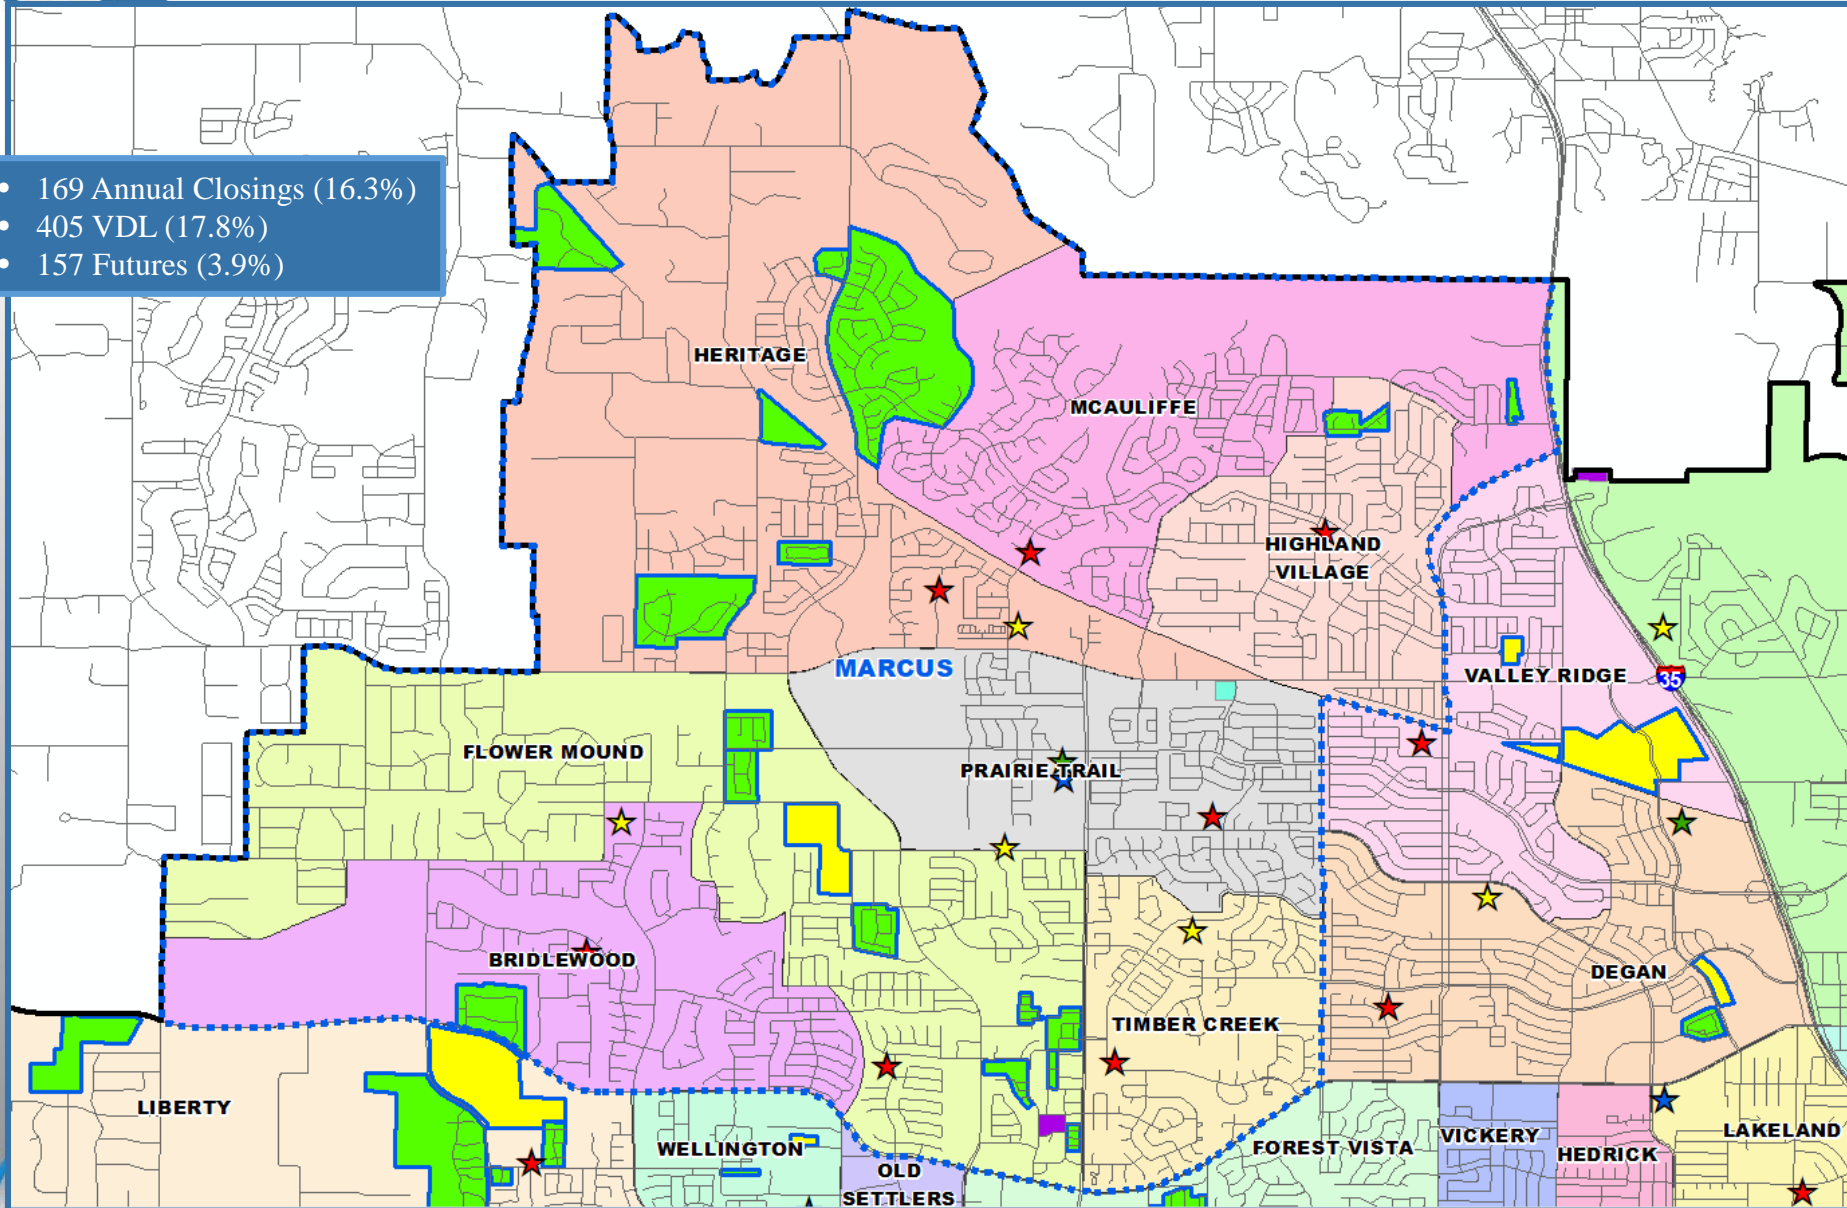 • 169 Annual Closings (16.3%)
• 405 VDL (17.8%)
• 157 Futures (3.9%)
HERITAGE
MCAULIFFE
HIGHLAND
VILLAGE
MARCUS
VALLEY RIDGE
35
FLOWER MOUND
PRAIRIE TRAIL
BRIDLEWOOD
DEGAN
TIMBER CREEK
LIBERTY
WELLINGTON
OLD
SETTLERS
FOREST VISTA
VICKERY
HEDRICK
LAKELAND